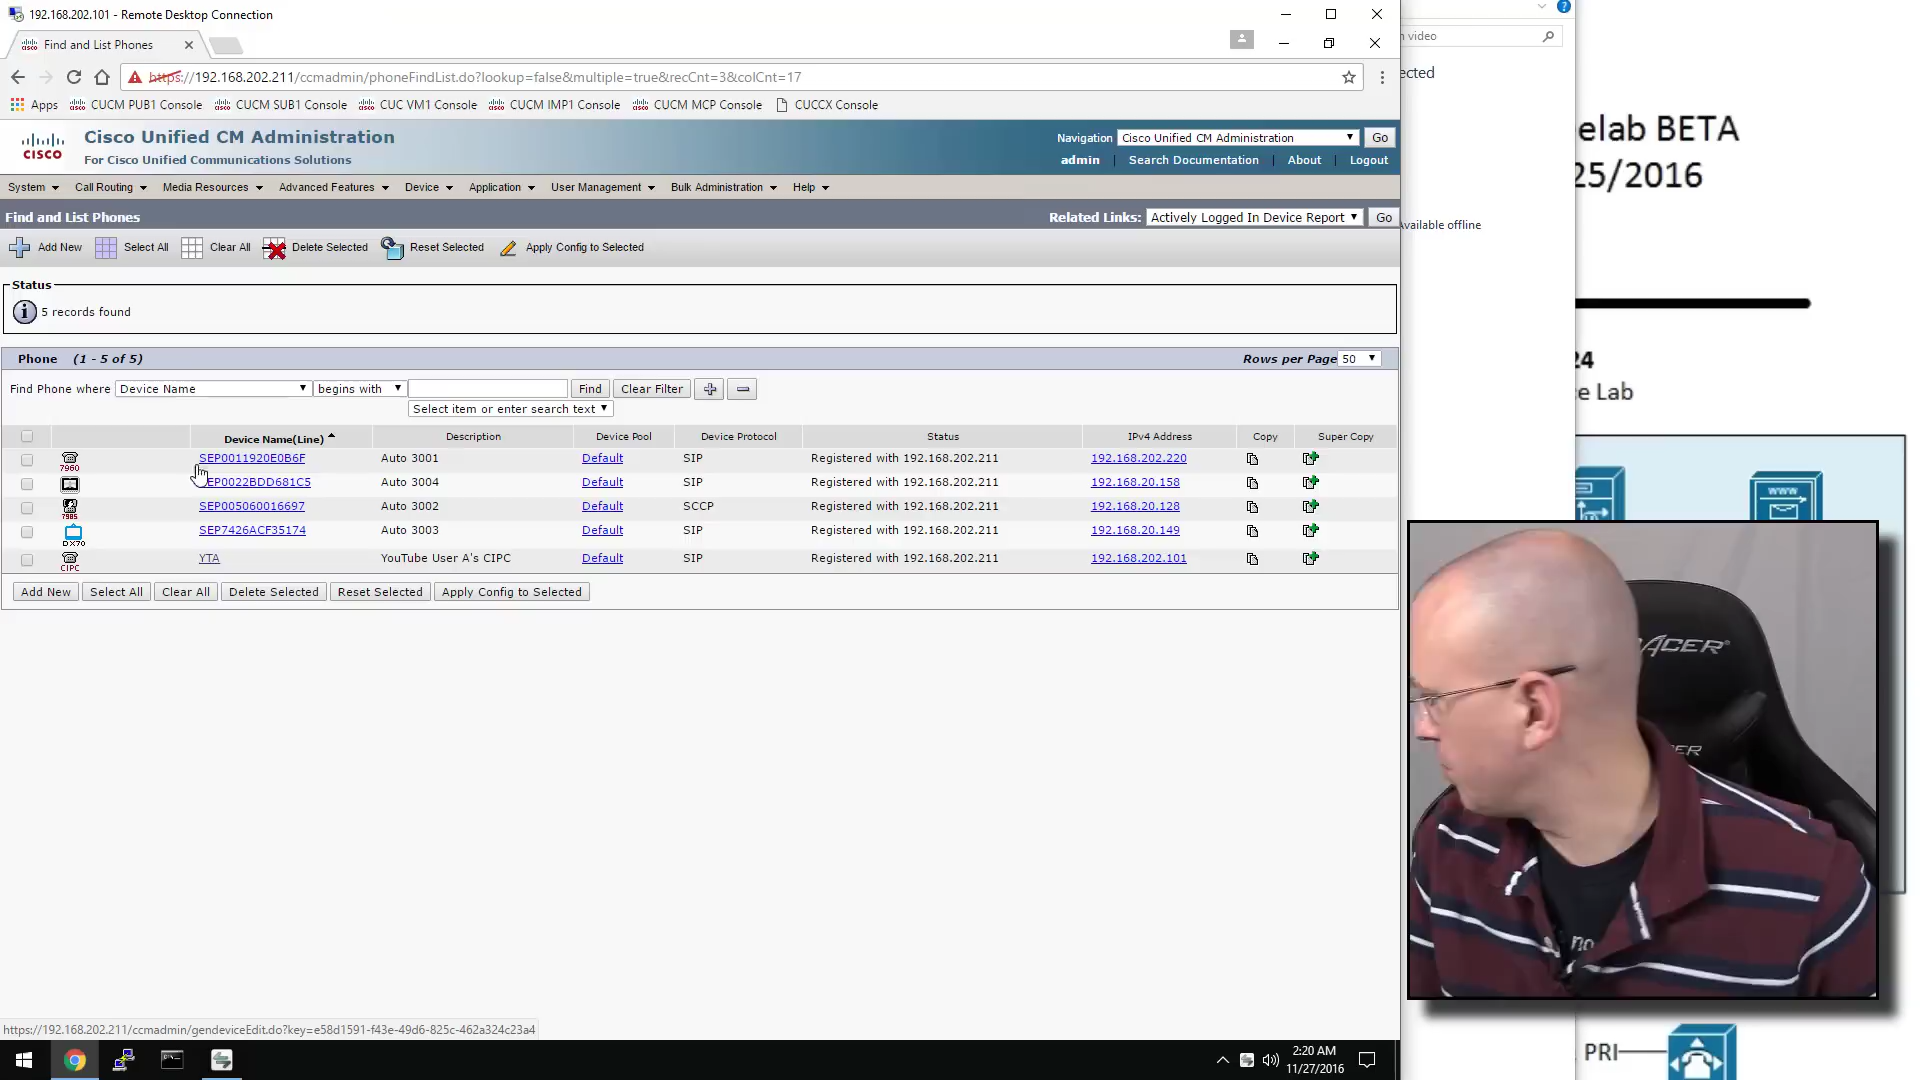 192.168.202.101 - Remote Desktop Connection
Find and List Phones
https://192.168.202.211/ccmadmin/phoneFindList.do?lookup=false&multiple=true&recCnt=3&colCnt=17
Apps CUCM PUB1 Console CUCM SUB1 Console CUC VM1 Console CUCM IMP1 Console CUCM MCP Console CUCCX Console
Cisco Unified CM Administration
For Cisco Unified Communications Solutions
CISCO
Navigation Cisco Unified CM Administration Go
admin | Search Documentation | About | Logout
System Call Routing Media Resources Advanced Features Device Application User Management Bulk Administration Help
Find and List Phones
Related Links: Actively Logged In Device Report Go
Add New Select All Clear All Delete Selected Reset Selected Apply Config to Selected
Status
5 records found
Phone (1 - 5 of 5)
Rows per Page 50
Find Phone where Device Name begins with Find Clear Filter
Select item or enter search text
Device Name(Line) Description Device Pool Device Protocol Status IPv4 Address Copy Super Copy
7960 SEP0011920E0B6F Auto 3001 Default SIP Registered with 192.168.202.211 192.168.202.220
EP0022BDD681C5 Auto 3004 Default SIP Registered with 192.168.202.211 192.168.20.158
7985 SEP005060016697 Auto 3002 Default SCCP Registered with 192.168.202.211 192.168.20.128
DX70 SEP7426ACF35174 Auto 3003 Default SIP Registered with 192.168.202.211 192.168.20.149
CIPC YTA YouTube User A's CIPC Default SIP Registered with 192.168.202.211 192.168.202.101
Add New Select All Clear All Delete Selected Reset Selected Apply Config to Selected
https://192.168.202.211/ccmadmin/gendeviceEdit.do?key=e58d1591-f43e-49d6-825c-462a324c23a4
2:20 AM
11/27/2016
video
ected
Available offline
elab BETA
25/2016
24
e Lab
WWW
ACER
CER
no
PRI